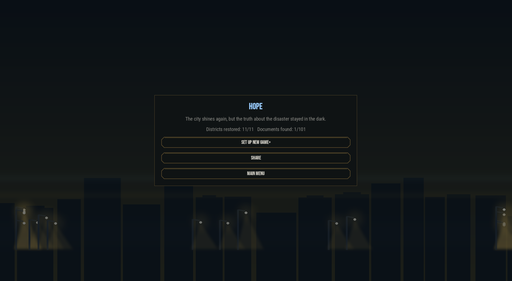 HOPE
The city shines again, but the truth about the disaster stayed in the dark.
Districts restored: 11/11 Documents found: 1/101
SET UP NEW GAME+
SHARE
MAIN MENU